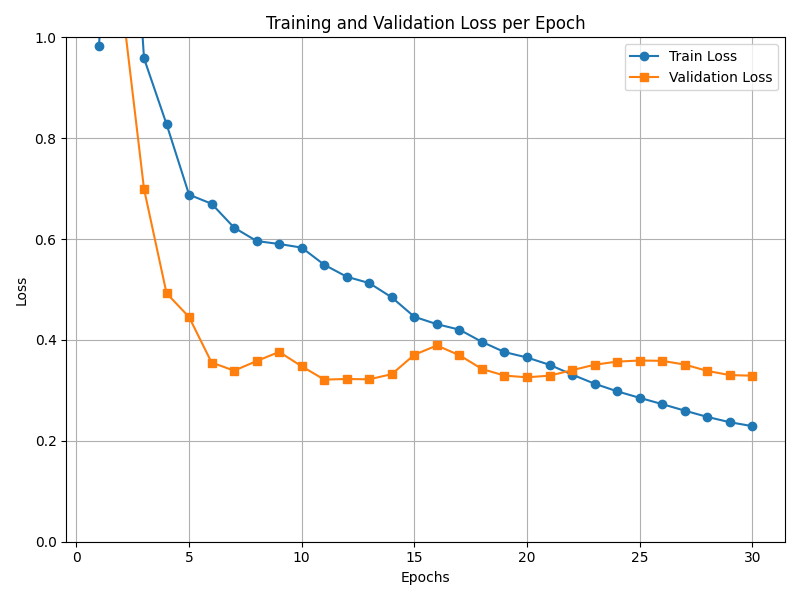 Training and Validation Loss per Epoch
Train Loss
Validation Loss
1.0
0.8
0.6
0.4
0.2
0.0
Loss
0 5 10 15 20 25 30
Epochs